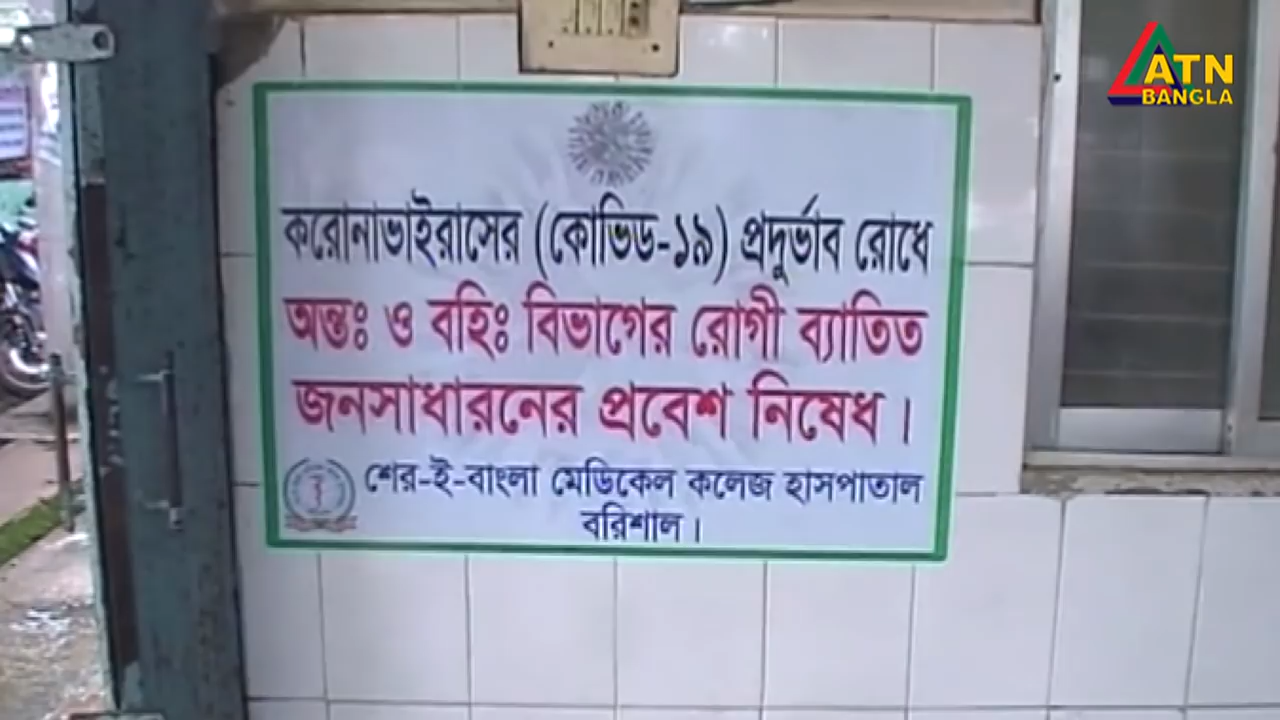 ATN
BANGLA
করোনাভাইরাসের (কোভিড-১৯) প্রদুর্ভাব রোধে
অন্তঃ ও বহিঃ বিভাগের রোগী ব্যাতিত
জনসাধারনের প্রবেশ নিষেধ।
শের-ই-বাংলা মেডিকেল কলেজ হাসপাতাল
বরিশাল।